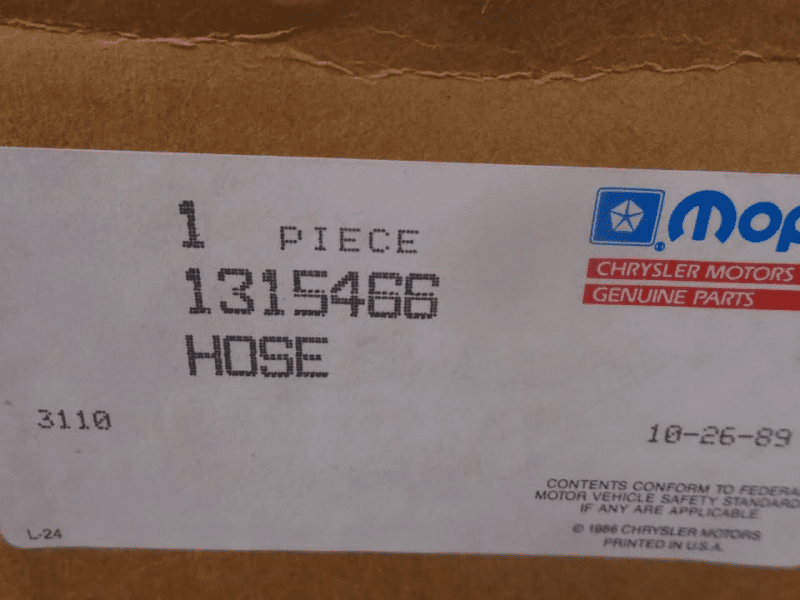 1 PIECE
1315466
HOSE
Mop
CHRYSLER MOTORS
GENUINE PARTS
3110
10-26-89
CONTENTS CONFORM TO FEDERA
MOTOR VEHICLE SAFETY STANDARD
IF ANY ARE APPLICABLE
© 1986 CHRYSLER MOTORS
PRINTED IN U.S.A.
L-24